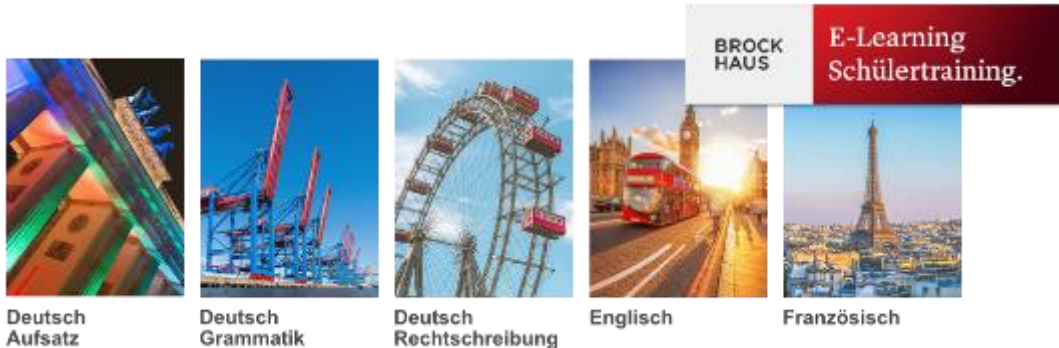 BROCK
HAUS
E-Learning
Schülertraining.
Deutsch
Aufsatz
Deutsch
Grammatik
Deutsch
Rechtschreibung
Englisch
Französisch